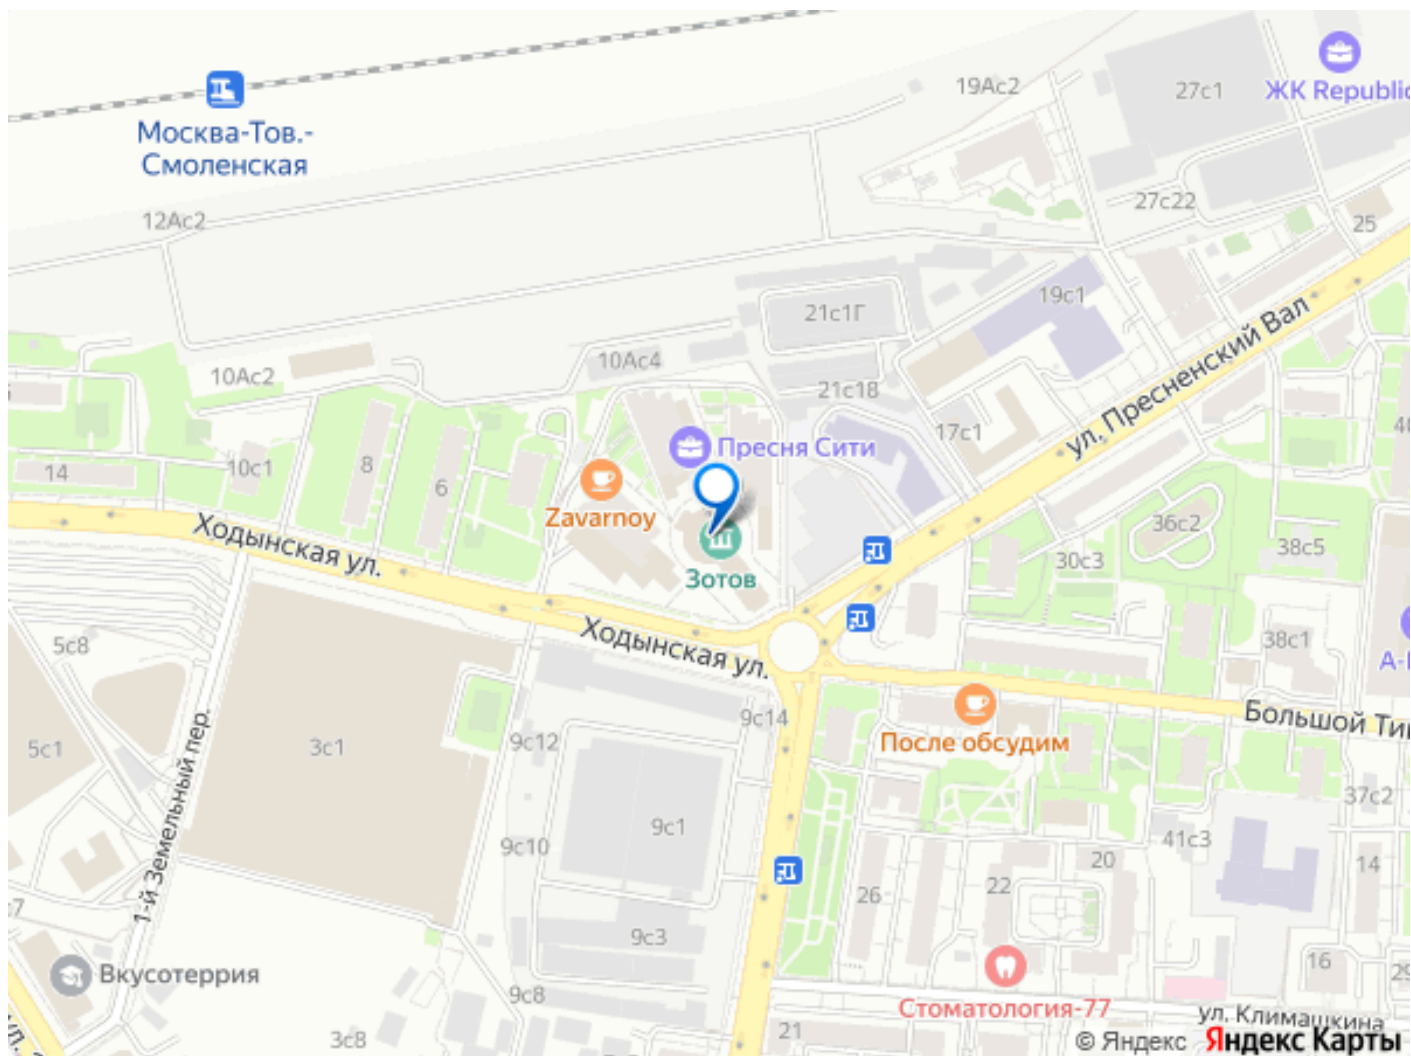 19Ас2
27с1
ЖК Republic
Москва-Тов.-
Смоленская
12Ас2
27с22
25
19с1
21с1Г
10Ас4
10Ас2
21с18
ул. Пресненский Вал
17с1
Пресня Сити
14
10с1
8
6
Zavarnoy
36с2
38с5
30с3
Ходынская ул.
Зотов
Ходынская ул.
38с1
5с8
9с14
Большой Ти
После обсудим
5с1
3с1
9с12
1-й Земельный пер.
37с2
9с1
9с10
41с3
20
14
26
22
9с3
Вкусотеррия
16
9с8
Стоматология-77
ул. Климашкина
21
3с8
© Яндекс Яндекс Карты